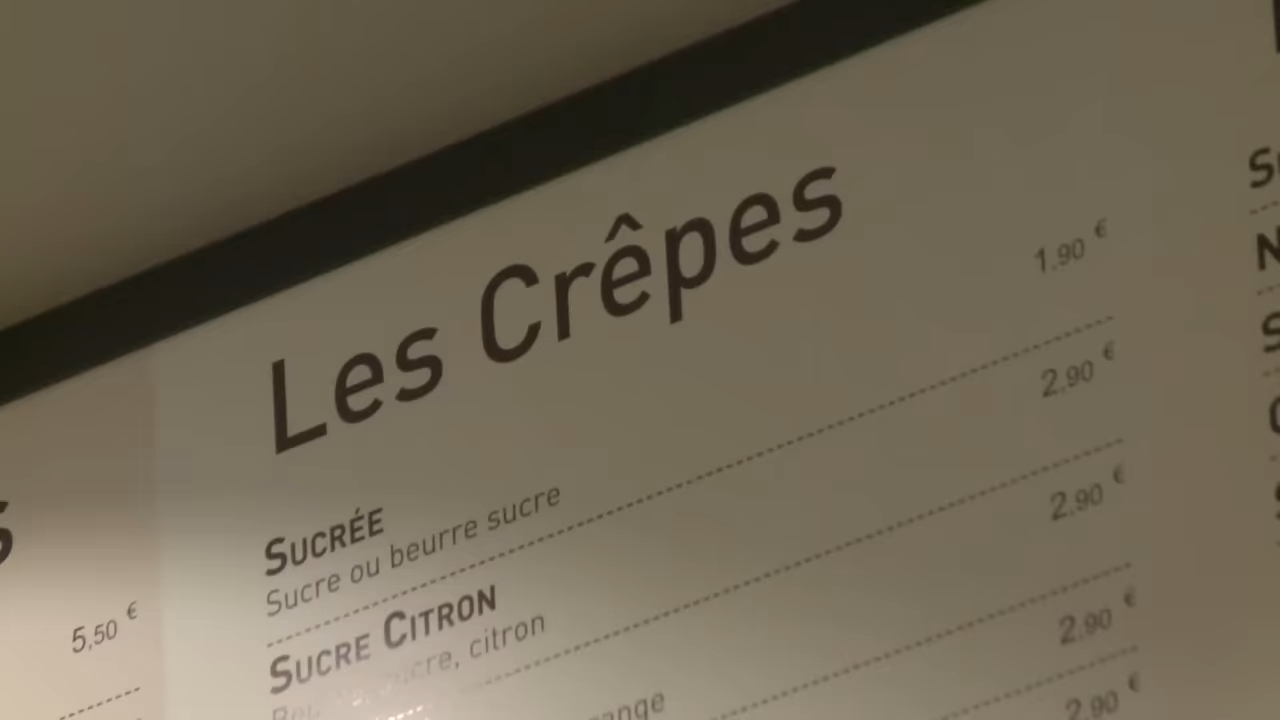 Les Crêpes
SUCRÉE 1.90 €
Sucre ou beurre sucre
SUCRE CITRON 2.90 €
citron
2.90 €
2.90 €
2.90 €
5,50 €